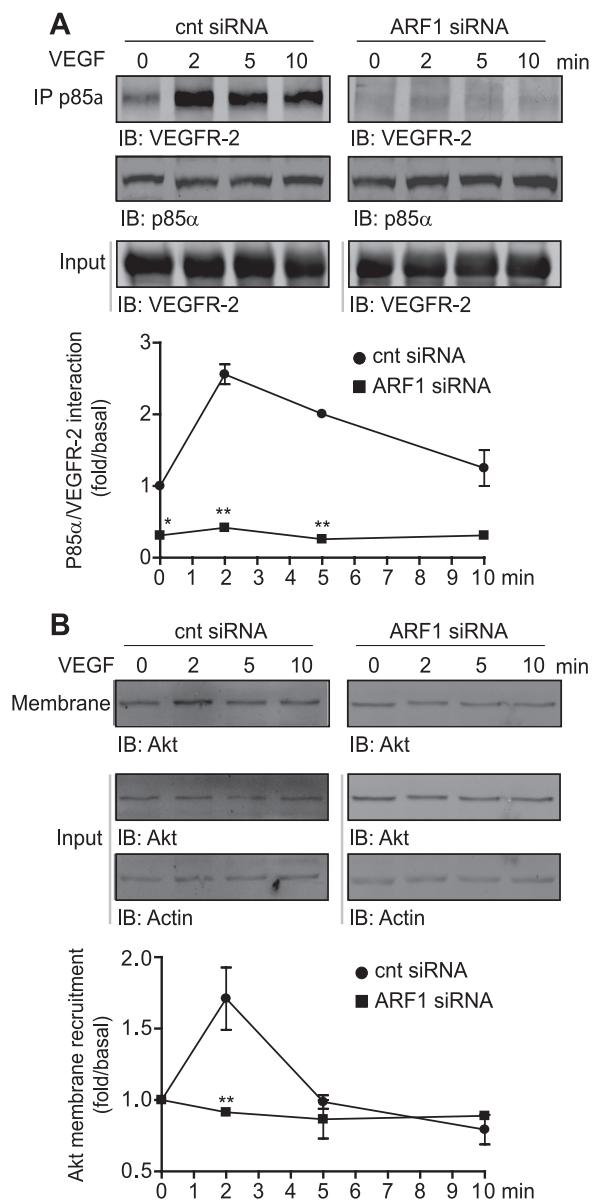 A
cnt siRNA ARF1 siRNA
VEGF 0 2 5 10 0 2 5 10 min
IP p85a
IB: VEGFR-2 IB: VEGFR-2
IB: p85α IB: p85α
Input
IB: VEGFR-2 IB: VEGFR-2
P85α/VEGFR-2 interaction
(fold/basal)
3
2
1
0
cnt siRNA
ARF1 siRNA
* ** **
0 1 2 3 4 5 6 7 8 9 10 min
B
cnt siRNA ARF1 siRNA
VEGF 0 2 5 10 0 2 5 10 min
Membrane
IB: Akt IB: Akt
Input
IB: Akt IB: Akt
IB: Actin IB: Actin
Akt membrane recruitment
(fold/basal)
2.0
1.5
1.0
0.5
cnt siRNA
ARF1 siRNA
**
0 1 2 3 4 5 6 7 8 9 10 min